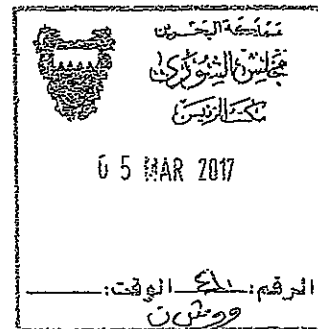 مملكة البحرين
مجلس الشورى
مكتب الرئيس
05 MAR 2017
الرقم: الوقت: